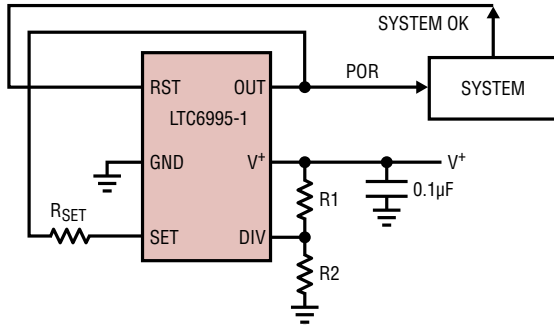 SYSTEM OK
RST
OUT
POR
SYSTEM
LTC6995-1
GND
V+
V+
R1
0.1µF
RSET
SET
DIV
R2